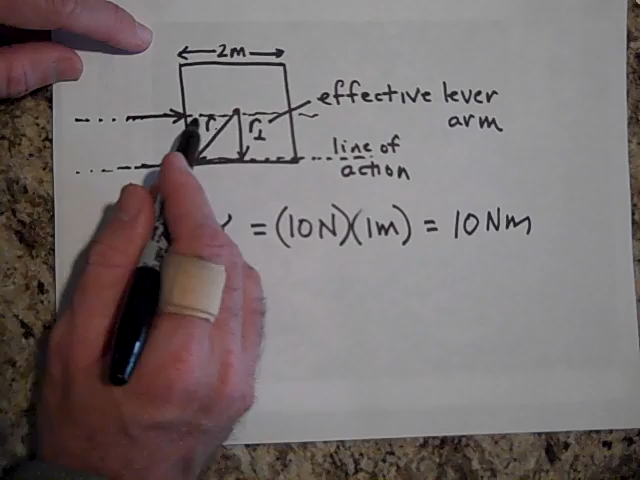 2m
effective lever
arm
r r⊥
line of
action
= (10N)(1m) = 10Nm